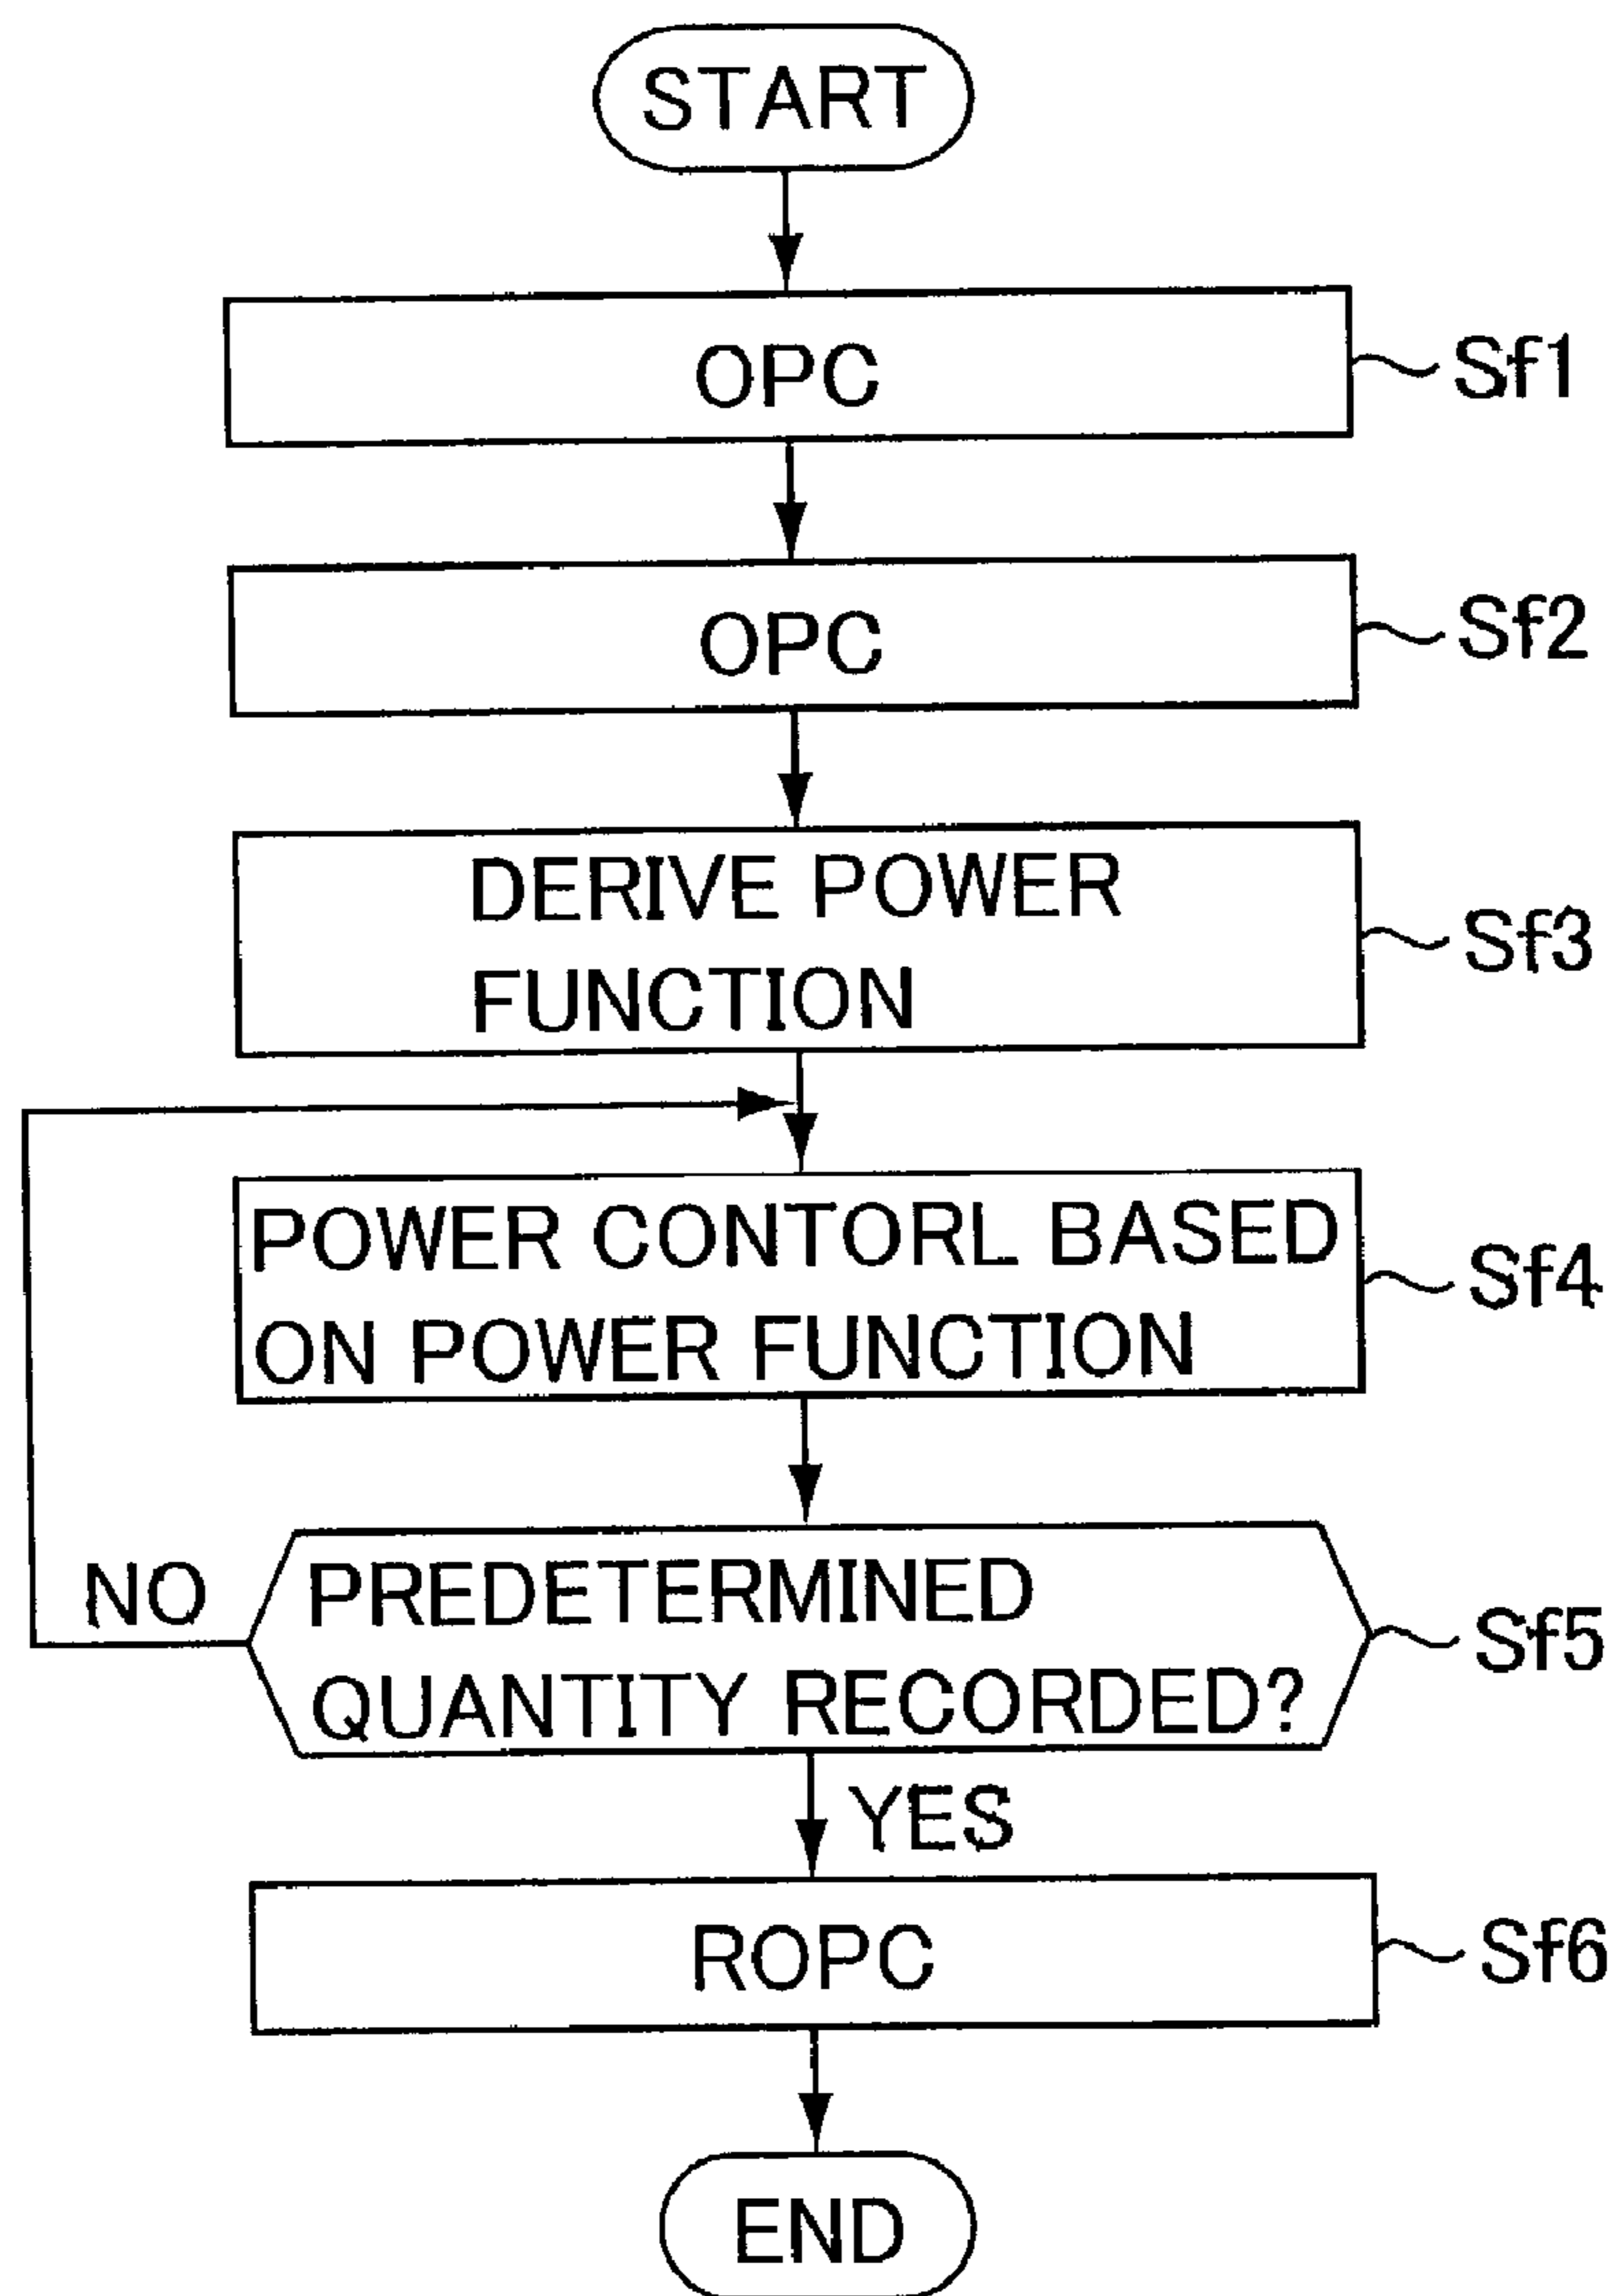 START
OPC
Sf1
OPC
Sf2
DERIVE POWER
FUNCTION
Sf3
POWER CONTORL BASED
ON POWER FUNCTION
Sf4
NO
PREDETERMINED
QUANTITY RECORDED?
Sf5
YES
ROPC
Sf6
END